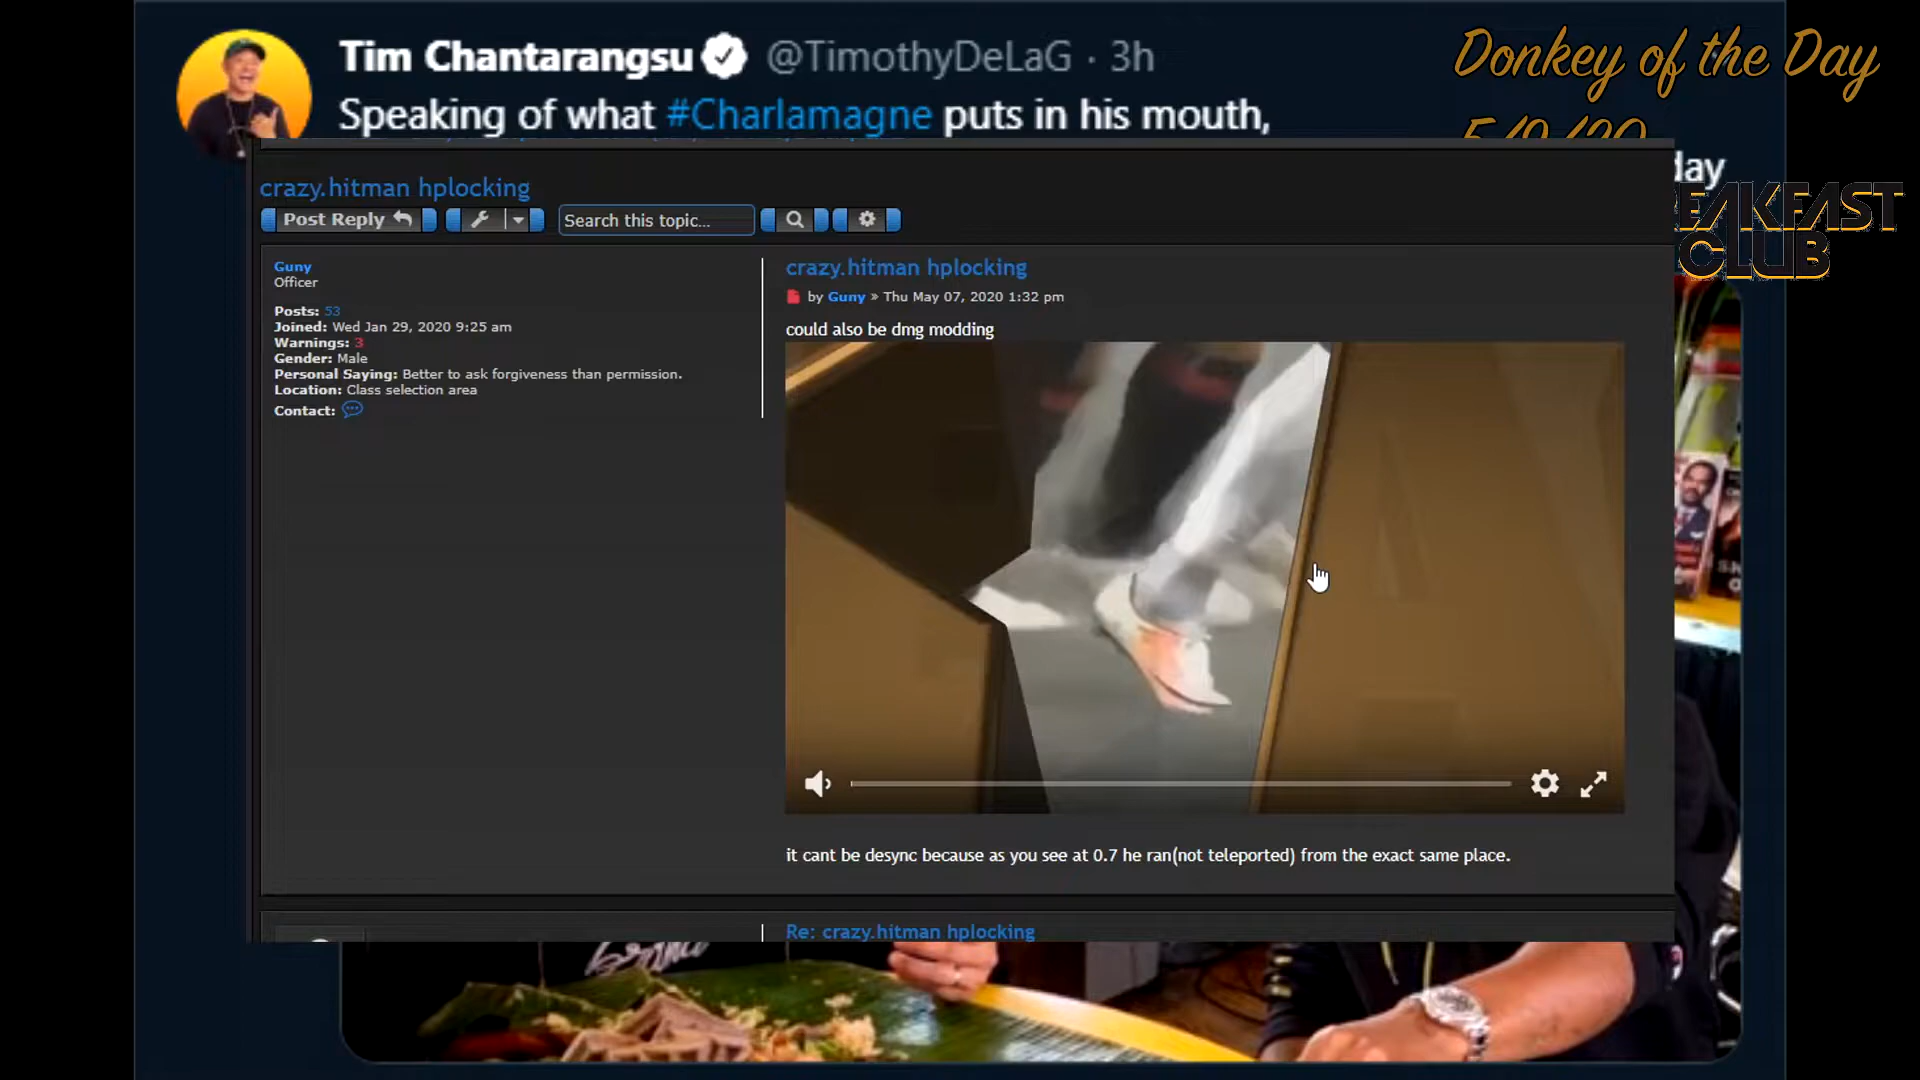 Tim Chantarangsu @TimothyDeLaG · 3h
Speaking of what #Charlamagne puts in his mouth,
Donkey of the Day
day
EAKFAST
CLUB
crazy.hitman hplocking
Post Reply
Search this topic...
Guny
Officer
Posts: 53
Joined: Wed Jan 29, 2020 9:25 am
Warnings: 3
Gender: Male
Personal Saying: Better to ask forgiveness than permission.
Location: Class selection area
Contact:
crazy.hitman hplocking
by Guny » Thu May 07, 2020 1:32 pm
could also be dmg modding
it cant be desync because as you see at 0.7 he ran(not teleported) from the exact same place.
Re: crazy.hitman hplocking